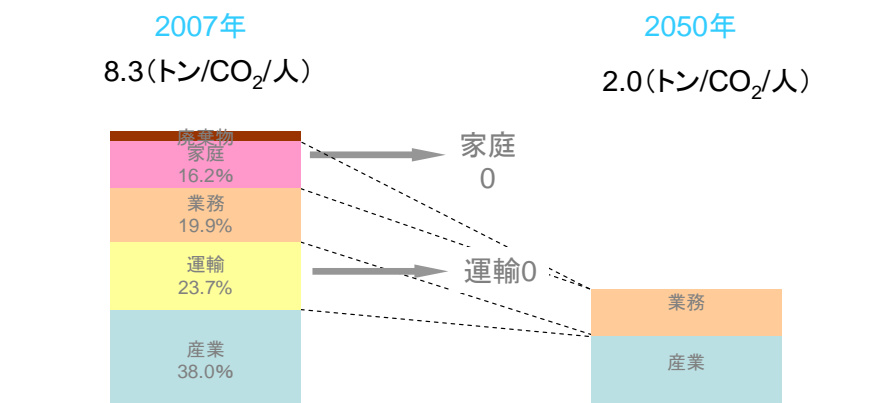 2007年
2050年
8.3（トン/CO2/人）
2.0（トン/CO2/人）
廃棄物
家庭
16.2%
家庭
0
業務
19.9%
運輸
23.7%
運輸0
業務
産業
38.0%
産業